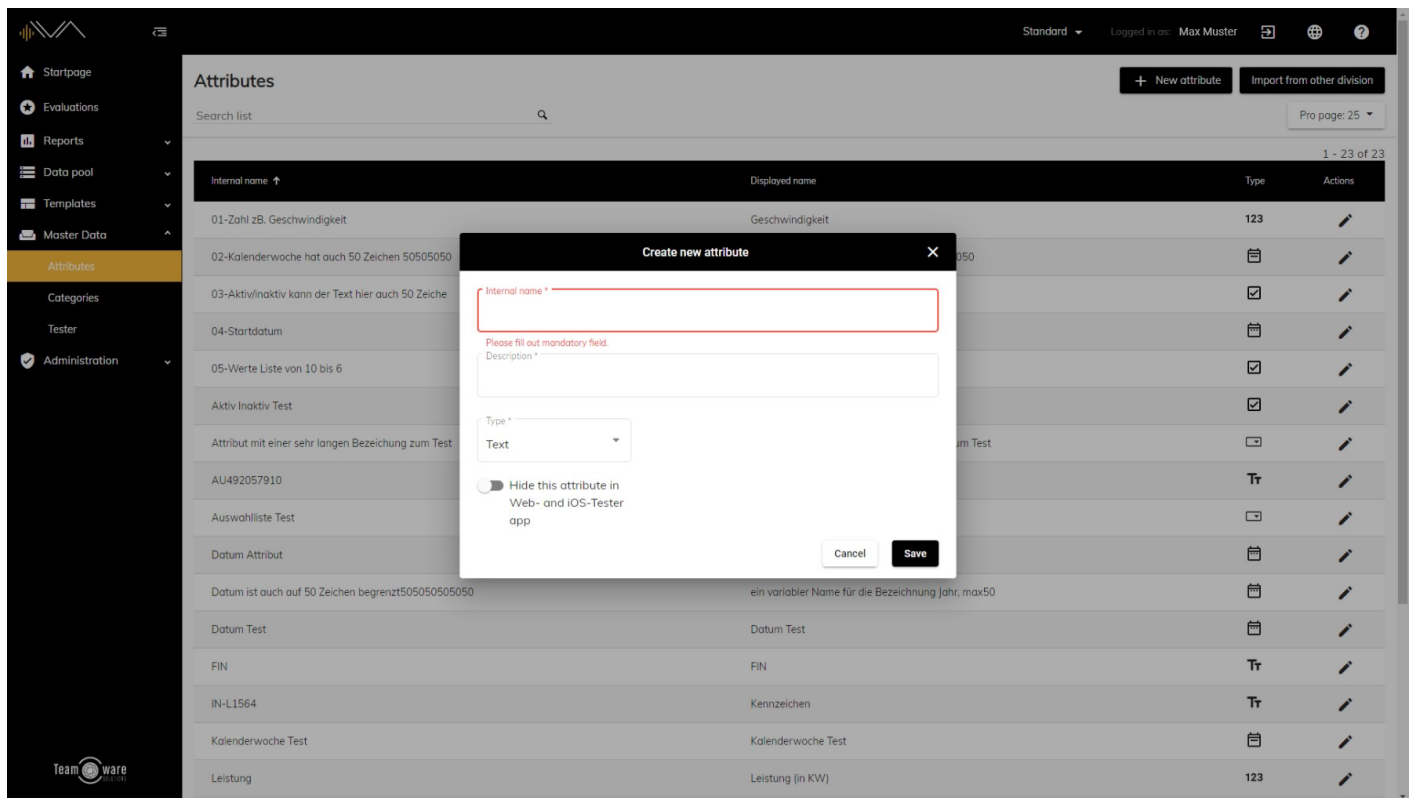 Standard
Logged in as: Max Muster
Startpage
Evaluations
Reports
Data pool
Templates
Master Data
Attributes
Categories
Tester
Administration
Team ware
SOLUTIONS
Attributes
+ New attribute
Import from other division
Search list
Pro page: 25
1 - 23 of 23
Internal name Displayed name Type Actions
01-Zahl zB. Geschwindigkeit Geschwindigkeit 123
02-Kalenderwoche hat auch 50 Zeichen 50505050 050
03-Aktiv/inaktiv kann der Text hier auch 50 Zeiche
04-Startdatum
05-Werte Liste von 10 bis 6
Aktiv Inaktiv Test
Attribut mit einer sehr langen Bezeichung zum Test um Test
AU492057910 Tт
Auswahlliste Test
Datum Attribut
Datum ist auch auf 50 Zeichen begrenzt505050505050 ein variabler Name für die Bezeichnung Jahr, max50
Datum Test Datum Test
FIN FIN Tт
IN-L1564 Kennzeichen Tт
Kalenderwoche Test Kalenderwoche Test
Leistung Leistung (in KW) 123
Create new attribute
Internal name *
Please fill out mandatory field.
Description *
Type *
Text
Hide this attribute in
Web- and iOS-Tester
app
Cancel
Save